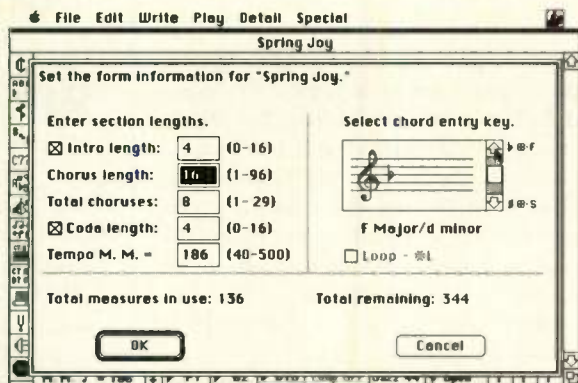 File Edit Write Play Detail Special
Spring Joy
Set the form information for "Spring Joy."
Enter section lengths.
Intro length: 4 (0-16)
Chorus length: 16 (1-96)
Total choruses: 8 (1-29)
Coda length: 4 (0-16)
Tempo M. M. = 186 (40-500)
Select chord entry key.
♭ ⌘-F
♯ ⌘-S
F Major/d minor
Loop - ⌘L
Total measures in use: 136
Total remaining: 344
OK
Cancel